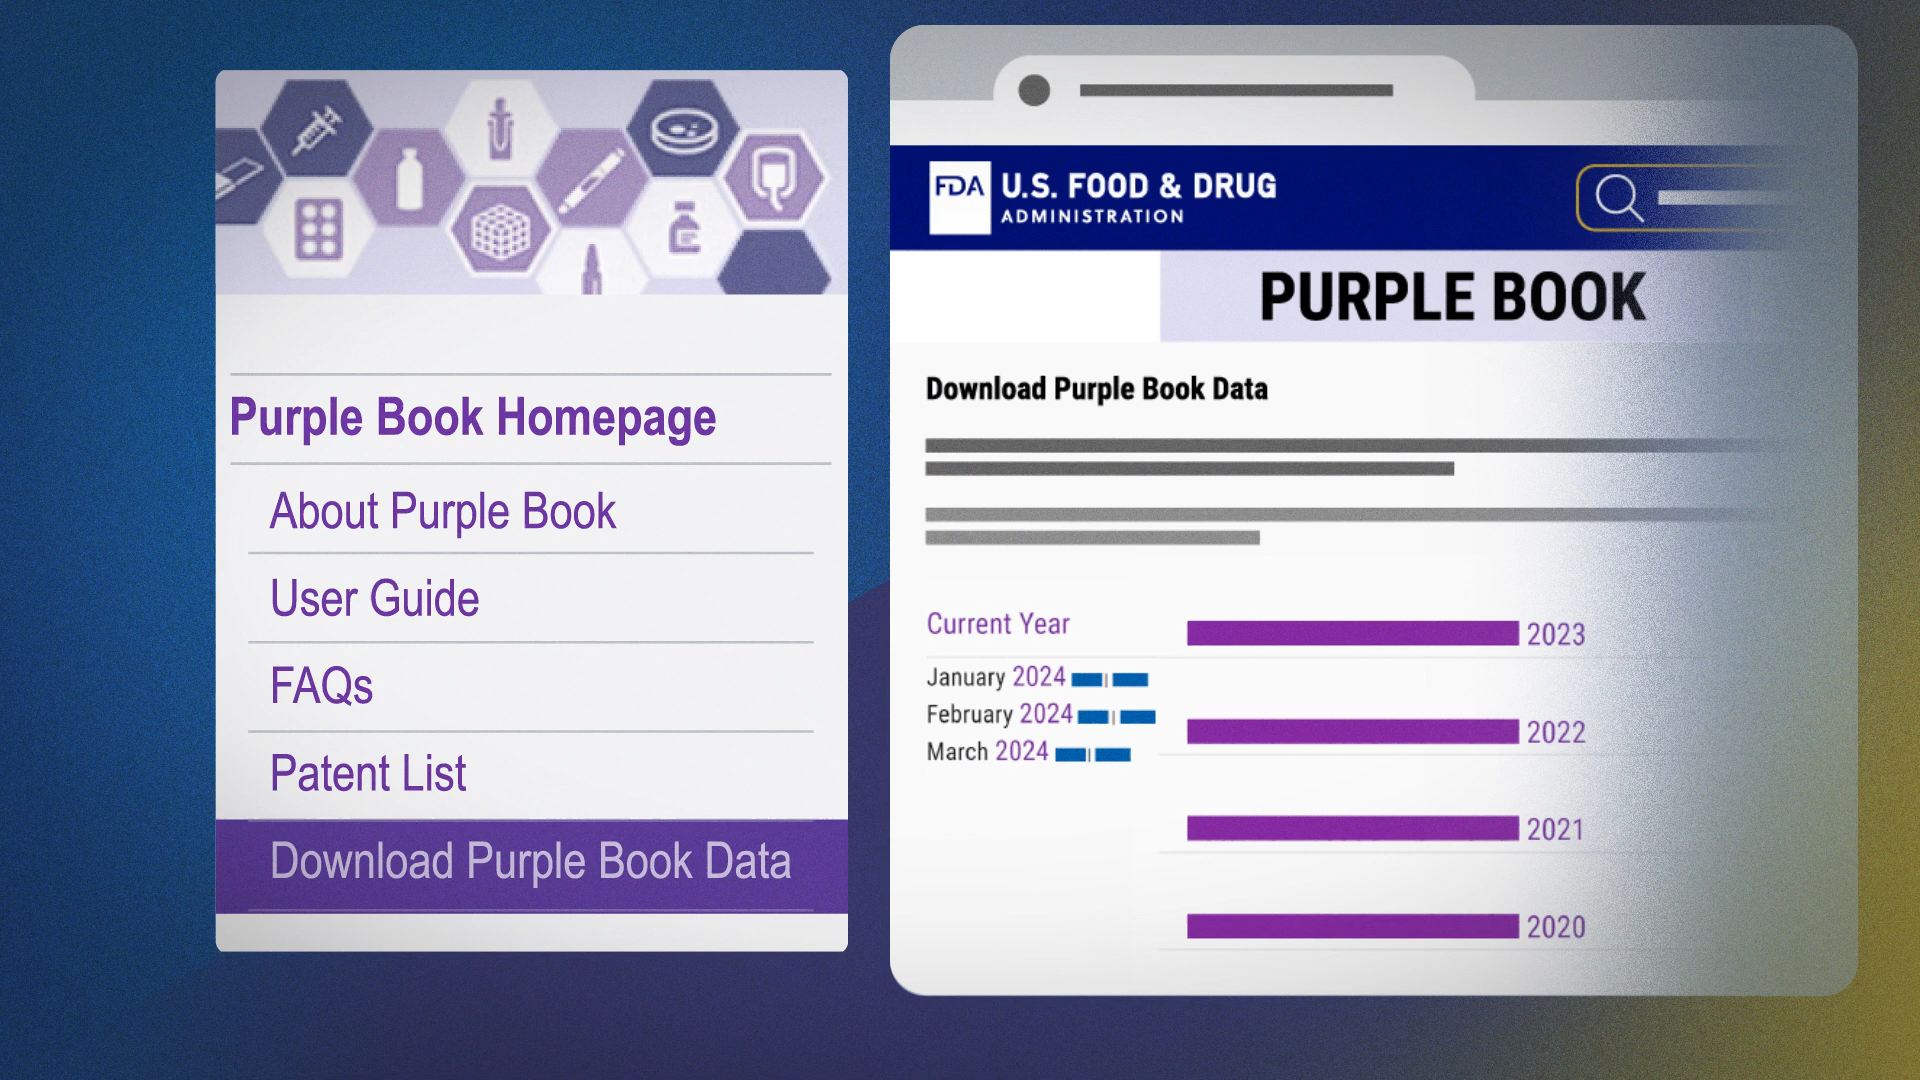 Purple Book Homepage
About Purple Book
User Guide
FAQs
Patent List
Download Purple Book Data
FDA U.S. FOOD & DRUG
ADMINISTRATION
PURPLE BOOK
Download Purple Book Data
Current Year
January 2024
February 2024
March 2024
2023
2022
2021
2020